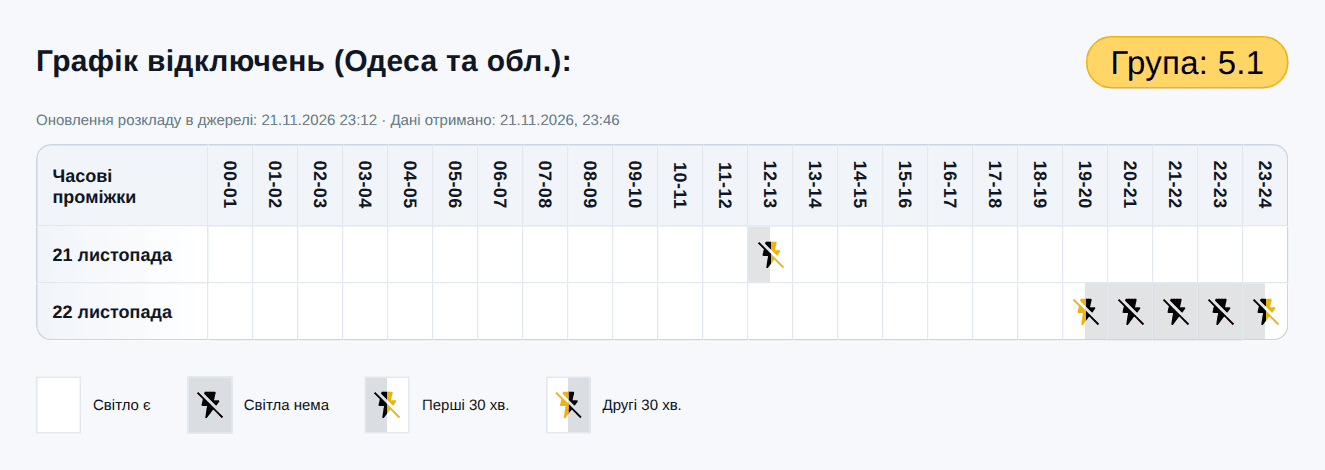 Графік відключень (Одеса та обл.):
Група: 5.1
Оновлення розкладу в джерелі: 21.11.2026 23:12 · Дані отримано: 21.11.2026, 23:46
Часові
проміжки
00-01
01-02
02-03
03-04
04-05
05-06
06-07
07-08
08-09
09-10
10-11
11-12
12-13
13-14
14-15
15-16
16-17
17-18
18-19
19-20
20-21
21-22
22-23
23-24
21 листопада
22 листопада
Світло є
Світла нема
Перші 30 хв.
Другі 30 хв.